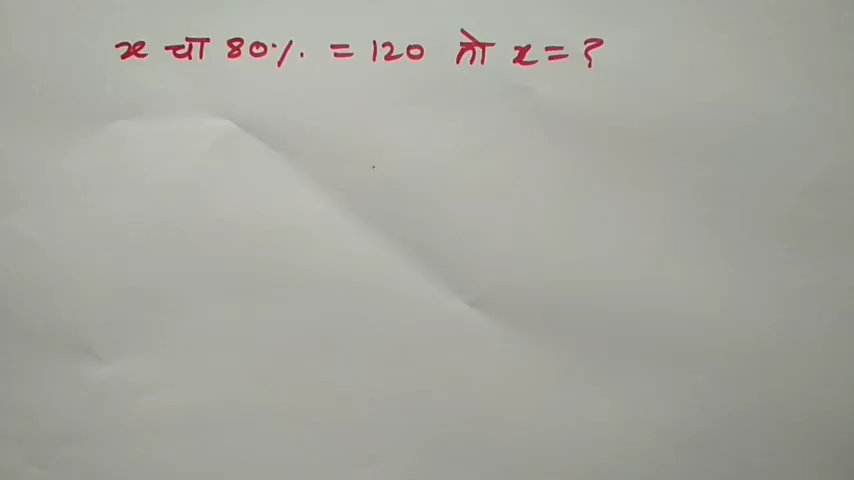 x चा 80% = 120 तो x = ?